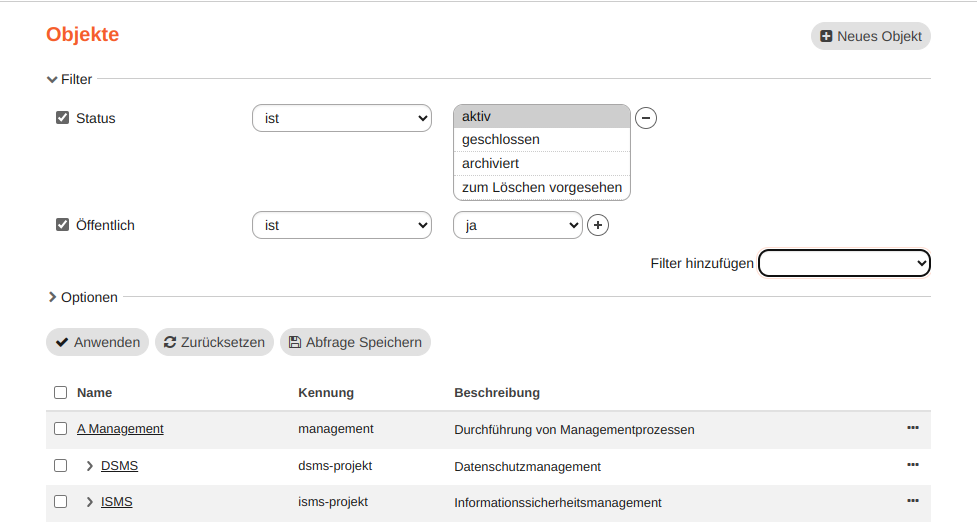 Objekte
Neues Objekt
Filter
Status ist aktiv
geschlossen
archiviert
zum Löschen vorgesehen
Öffentlich ist ja
Filter hinzufügen
Optionen
Anwenden Zurücksetzen Abfrage Speichern
Name Kennung Beschreibung
A Management management Durchführung von Managementprozessen
DSMS dsms-projekt Datenschutzmanagement
ISMS isms-projekt Informationssicherheitsmanagement